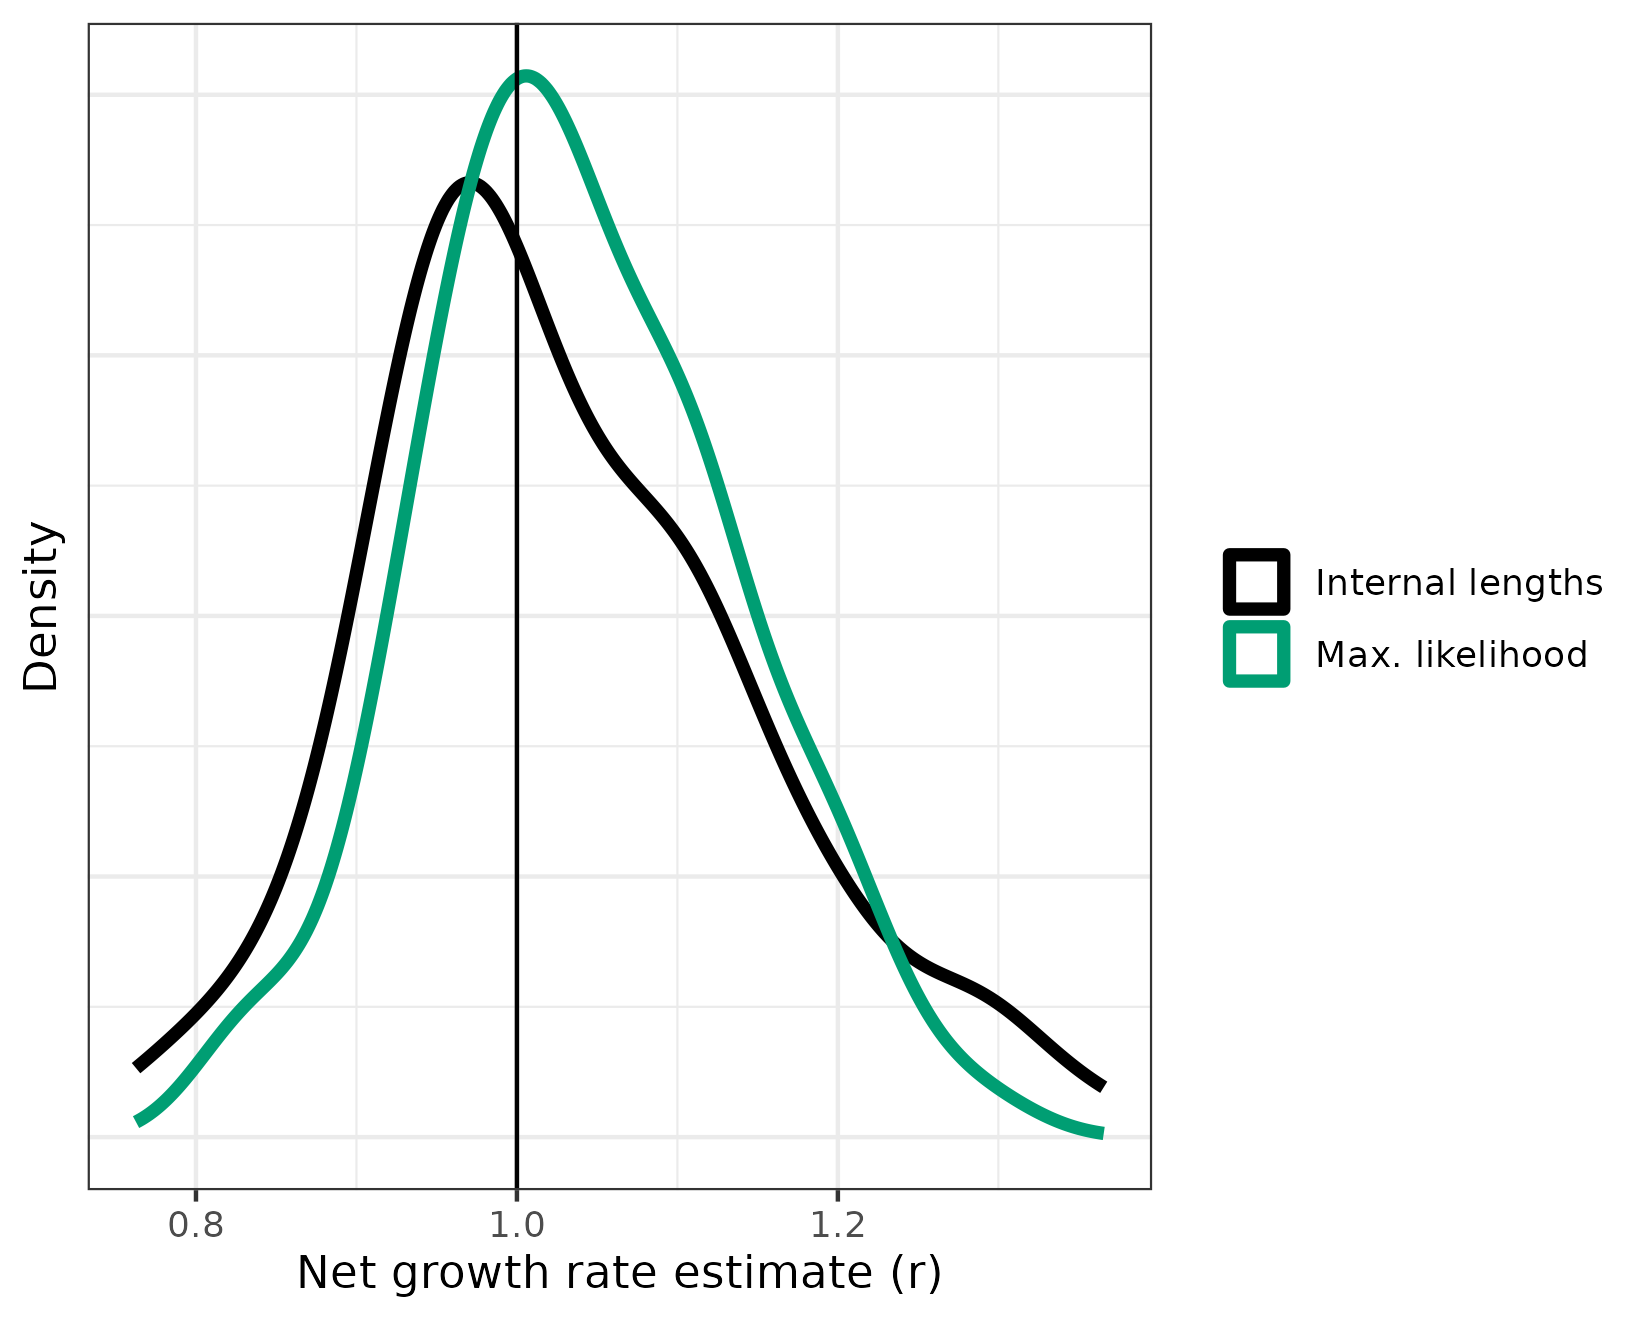 Density
0.8
1.0
1.2
Net growth rate estimate (r)
Internal lengths
Max. likelihood